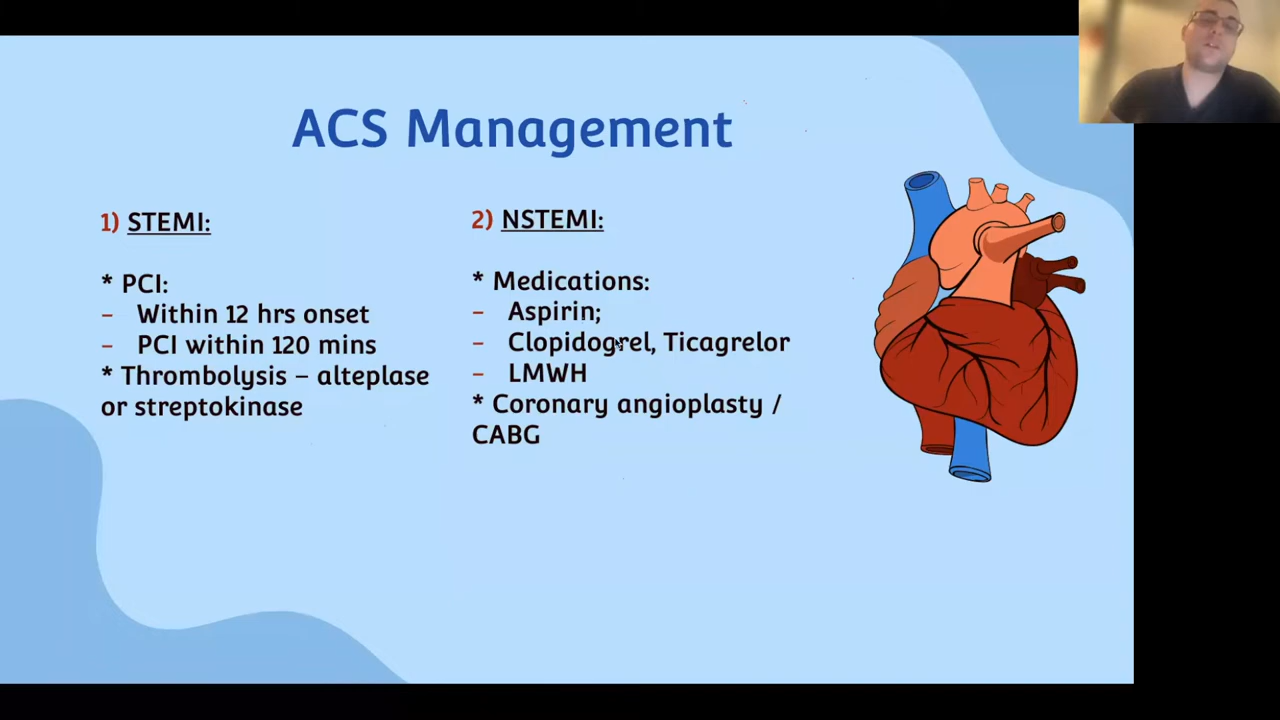 ACS Management
1) STEMI:
* PCI:
– Within 12 hrs onset
– PCI within 120 mins
* Thrombolysis – alteplase
or streptokinase
2) NSTEMI:
* Medications:
– Aspirin;
– Clopidogrel, Ticagrelor
– LMWH
* Coronary angioplasty /
CABG